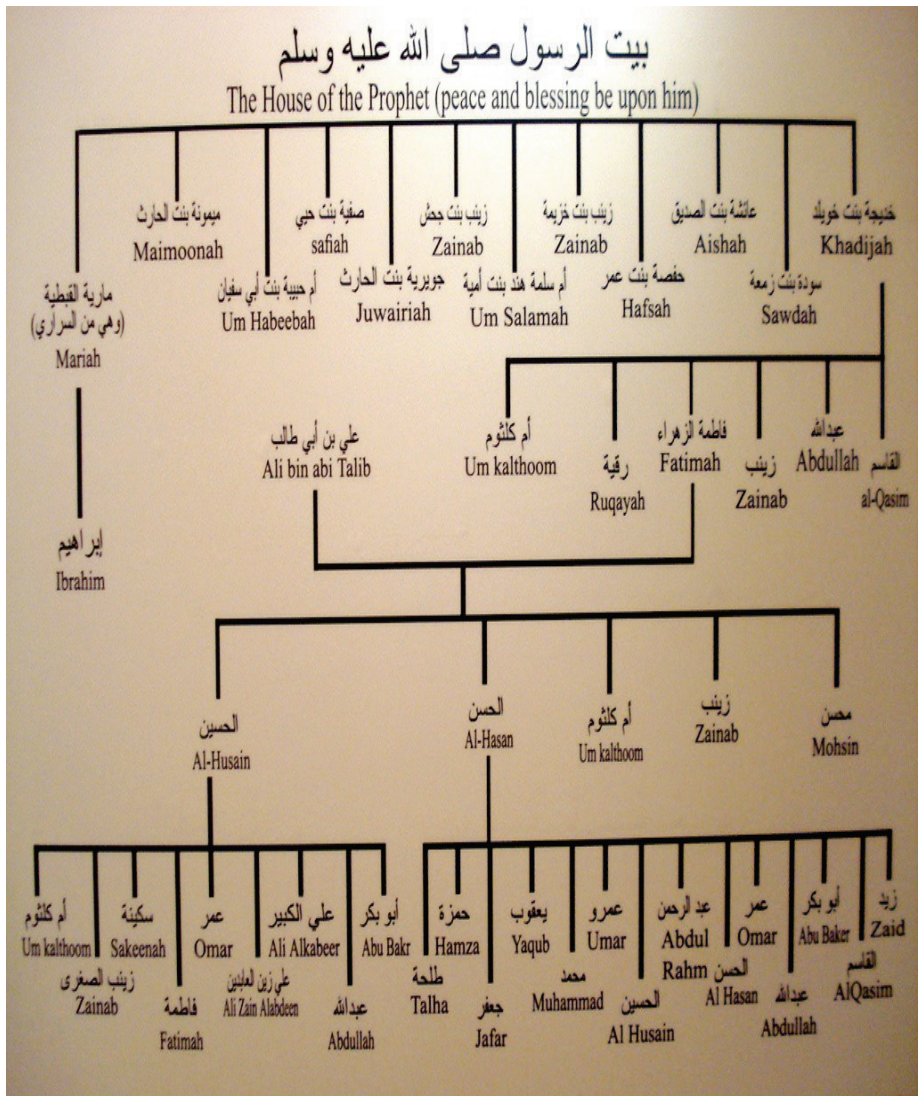 بيت الرسول صلى الله عليه وسلم
The House of the Prophet (peace and blessing be upon him)
خديجة بنت خويلد
Khadijah
سودة بنت زمعة
Sawdah
عائشة بنت الصديق
Aishah
حفصة بنت عمر
Hafsah
زينب بنت خزيمة
Zainab
أم سلمة هند بنت أمية
Um Salamah
زينب بنت جحش
Zainab
جويرية بنت الحارث
Juwairiah
صفية بنت حيي
safiah
أم حبيبة بنت أبي سفيان
Um Habeebah
ميمونة بنت الحارث
Maimoonah
مارية القبطية
(وهي من السراري)
Mariah
القاسم
al-Qasim
عبدالله
Abdullah
زينب
Zainab
فاطمة الزهراء
Fatimah
رقية
Ruqayah
أم كلثوم
Um kalthoom
علي بن أبي طالب
Ali bin abi Talib
إبراهيم
Ibrahim
محسن
Mohsin
زينب
Zainab
أم كلثوم
Um kalthoom
الحسن
Al-Hasan
الحسين
Al-Husain
زيد
Zaid
القاسم
AlQasim
أبو بكر
Abu Baker
عبدالله
Abdullah
عمر
Omar
الحسن
Al Hasan
عبد الرحمن
Abdul
Rahm
الحسين
Al Husain
عمرو
Umar
محمد
Muhammad
يعقوب
Yaqub
جعفر
Jafar
حمزة
Hamza
طلحة
Talha
أبو بكر
Abu Bakr
عبدالله
Abdullah
علي الكبير
Ali Alkabeer
علي زين العابدين
Ali Zain Alabdeen
عمر
Omar
فاطمة
Fatimah
سكينة
Sakeenah
زينب الصغرى
Zainab
أم كلثوم
Um kalthoom